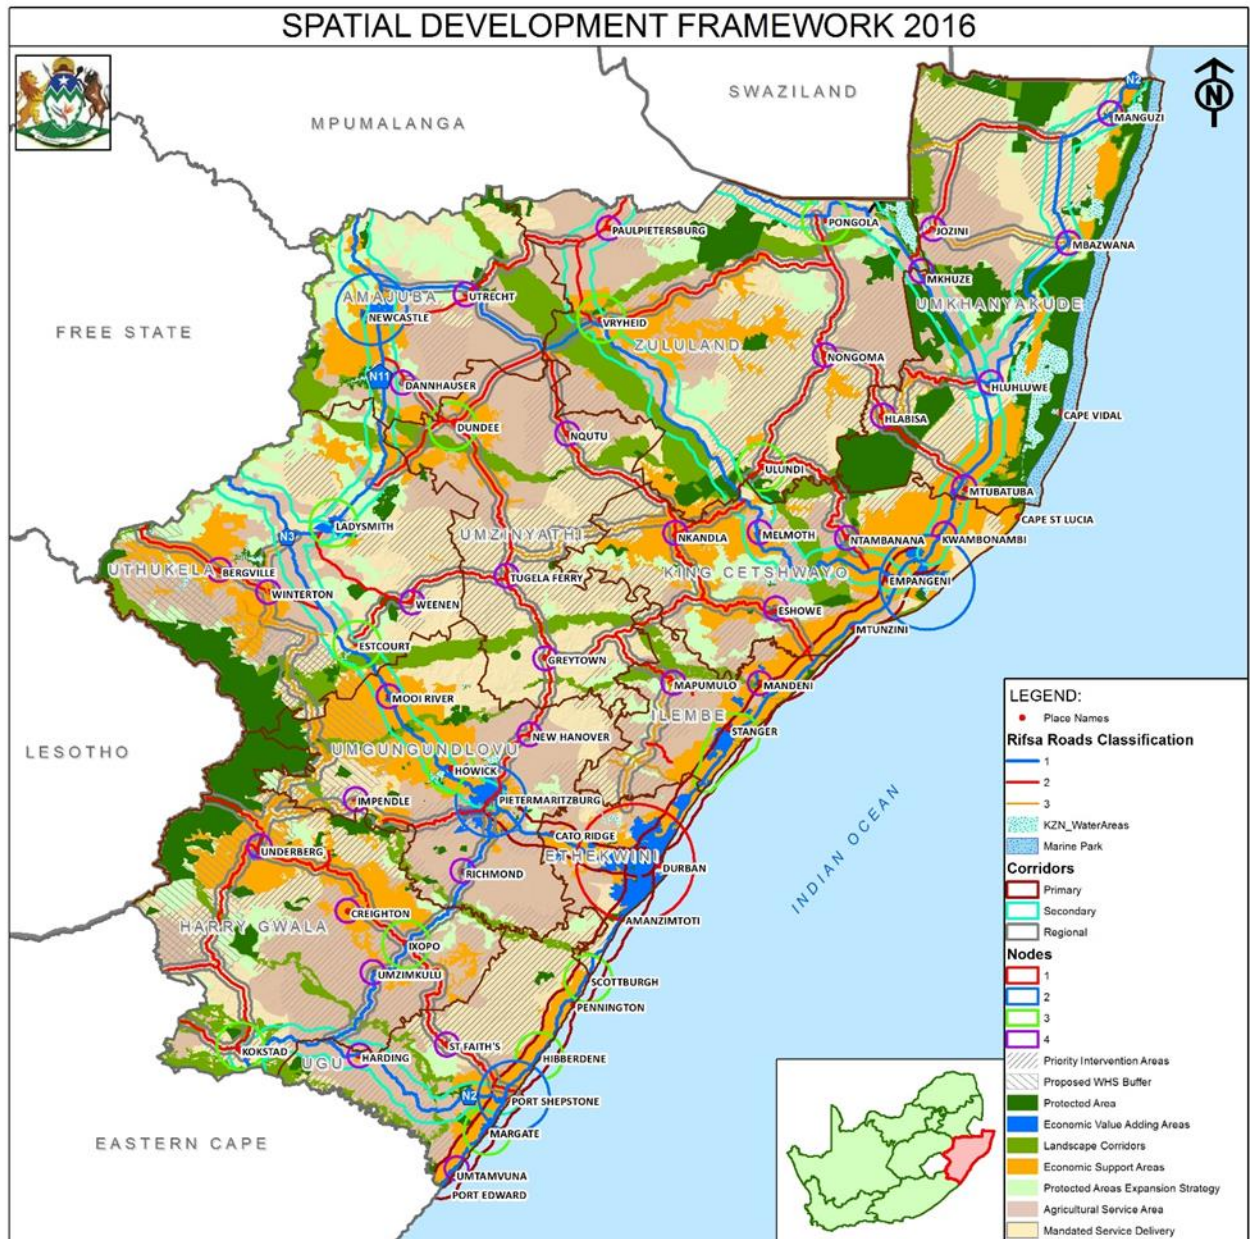 SPATIAL DEVELOPMENT FRAMEWORK 2016
SWAZILAND
N2
N
MPUMALANGA
MANGUZI
PAULPIETERSBURG
PONGOLA
JOZINI
MBAZWANA
MKHUZE
AMAJUBA
UTRECHT
UMKHANYAKUDE
NEWCASTLE
VRYHEID
FREE STATE
ZULULAND
NONGOMA
N11
DANNHAUSER
HLUHLUWE
HLABISA
CAPE VIDAL
DUNDEE
NQUTU
ULUNDI
MTUBATUBA
LADYSMITH
CAPE ST LUCIA
N3
UMZINYATHI
NKANDLA
MELMOTH
NTAMBANANA
KWAMBONAMBI
UTHUKELA
BERGVILLE
TUGELA FERRY
KING CETSHWAYO
EMPANGENI
WINTERTON
WEENEN
ESHOWE
MTUNZINI
ESTCOURT
GREYTOWN
MAPUMULO
MANDENI
MOOI RIVER
ILEMBE
LESOTHO
UMGUNGUNDLOVU
NEW HANOVER
STANGER
HOWICK
IMPENDLE
PIETERMARITZBURG
CATO RIDGE
UNDERBERG
ETHEKWINI
INDIAN OCEAN
RICHMOND
DURBAN
CREIGHTON
AMANZIMTOTI
HARRY GWALA
IXOPO
UMZIMKULU
SCOTTBURGH
PENNINGTON
KOKSTAD
ST FAITH'S
HARDING
UGU
HIBBERDENE
N2
PORT SHEPSTONE
MARGATE
EASTERN CAPE
UMTAMVUNA
PORT EDWARD
LEGEND:
Place Names
Rifsa Roads Classification
1
2
3
KZN_WaterAreas
Marine Park
Corridors
Primary
Secondary
Regional
Nodes
1
2
3
4
Priority Intervention Areas
Proposed WHS Buffer
Protected Area
Economic Value Adding Areas
Landscape Corridors
Economic Support Areas
Protected Areas Expansion Strategy
Agricultural Service Area
Mandated Service Delivery